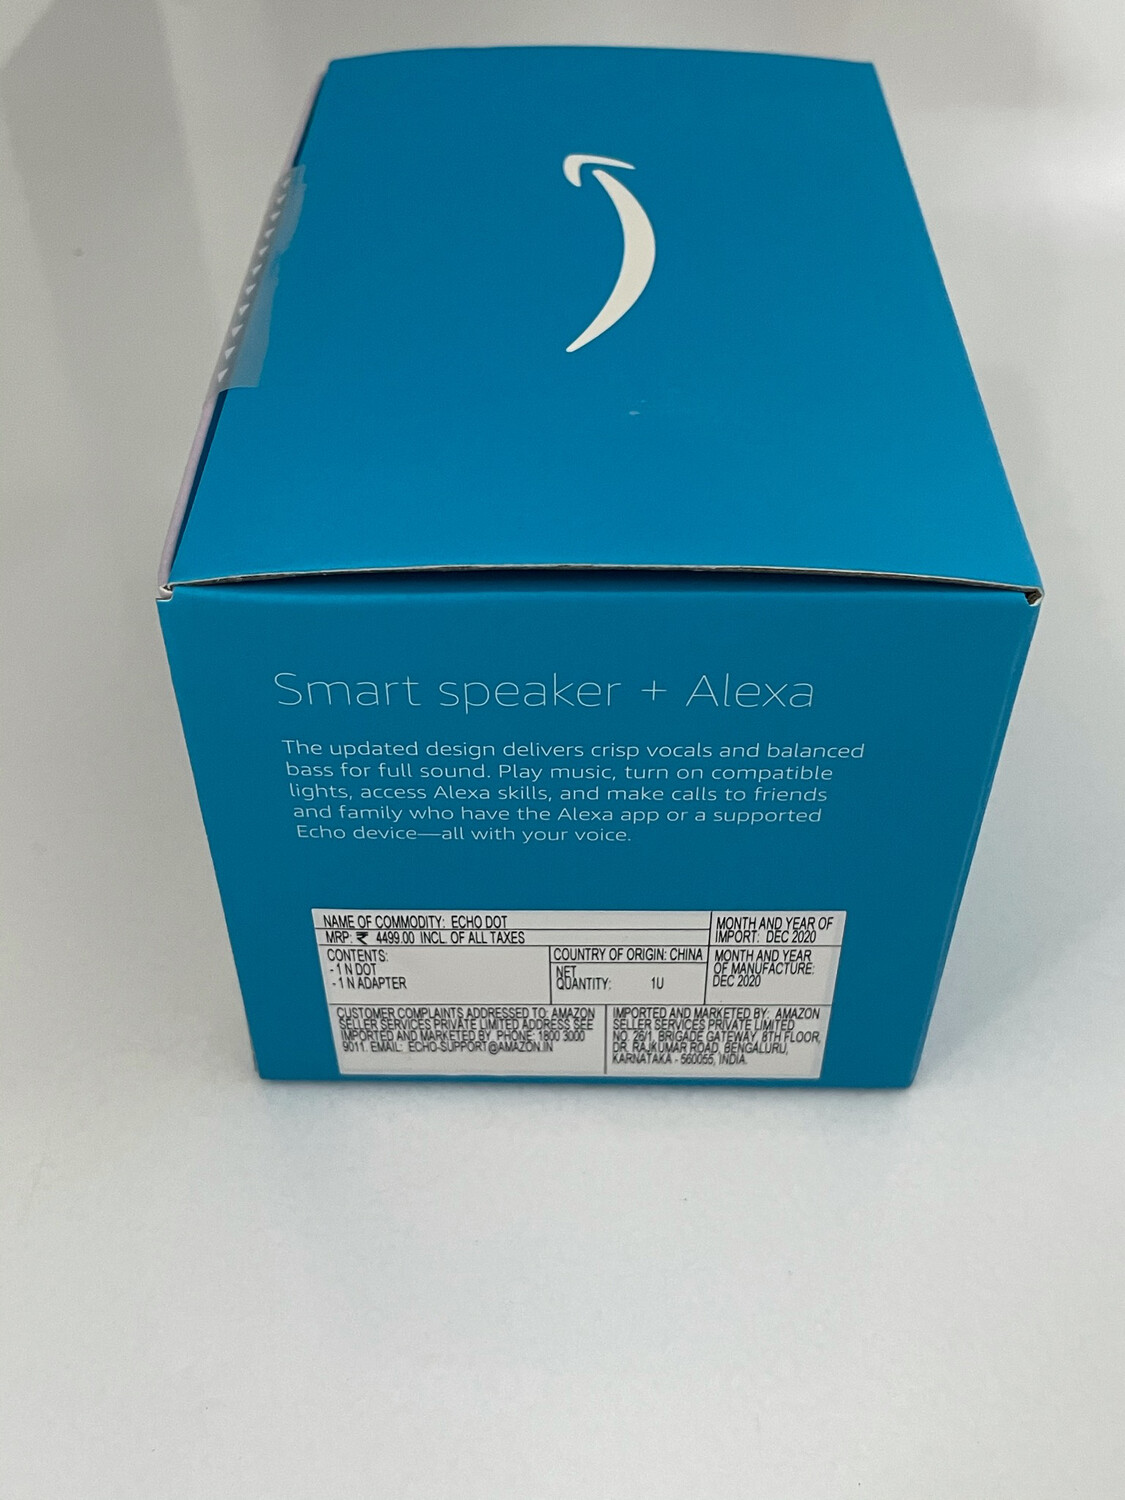 Smart speaker + Alexa
The updated design delivers crisp vocals and balanced
bass for full sound. Play music, turn on compatible
lights, access Alexa skills, and make calls to friends
and family who have the Alexa app or a supported
Echo device—all with your voice.
NAME OF COMMODITY: ECHO DOT
MRP: ₹ 4499.00 INCL. OF ALL TAXES
MONTH AND YEAR OF
IMPORT: DEC 2020
CONTENTS:
- 1 N DOT
- 1 N ADAPTER
COUNTRY OF ORIGIN: CHINA
NET
QUANTITY: 1U
MONTH AND YEAR
OF MANUFACTURE:
DEC 2020
CUSTOMER COMPLAINTS ADDRESSED TO: AMAZON
SELLER SERVICES PRIVATE LIMITED ADDRESS SEE
IMPORTED AND MARKETED BY PHONE: 1800 3000
9011. EMAIL: ECHO-SUPPORT@AMAZON.IN
IMPORTED AND MARKETED BY: AMAZON
SELLER SERVICES PRIVATE LIMITED
NO 26/1, BRIGADE GATEWAY, 8TH FLOOR,
DR. RAJKUMAR ROAD, BENGALURU,
KARNATAKA - 560055, INDIA.